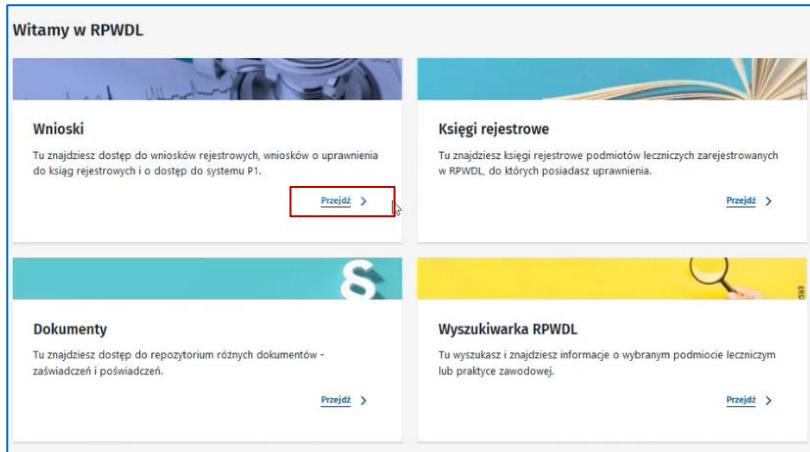 Witamy w RPWDL
Wnioski
Tu znajdziesz dostęp do wniosków rejestrowych, wniosków o uprawnienia
do ksiąg rejestrowych i o dostęp do systemu P1.
Przejdź
Księgi rejestrowe
Tu znajdziesz księgi rejestrowe podmiotów leczniczych zarejestrowanych
w RPWDL, do których posiadasz uprawnienia.
Przejdź
§
Dokumenty
Tu znajdziesz dostęp do repozytorium różnych dokumentów -
zaświadczeń i poświadczeń.
Przejdź
Wyszukiwarka RPWDL
Tu wyszukasz i znajdziesz informacje o wybranym podmiocie leczniczym
lub praktyce zawodowej.
Przejdź